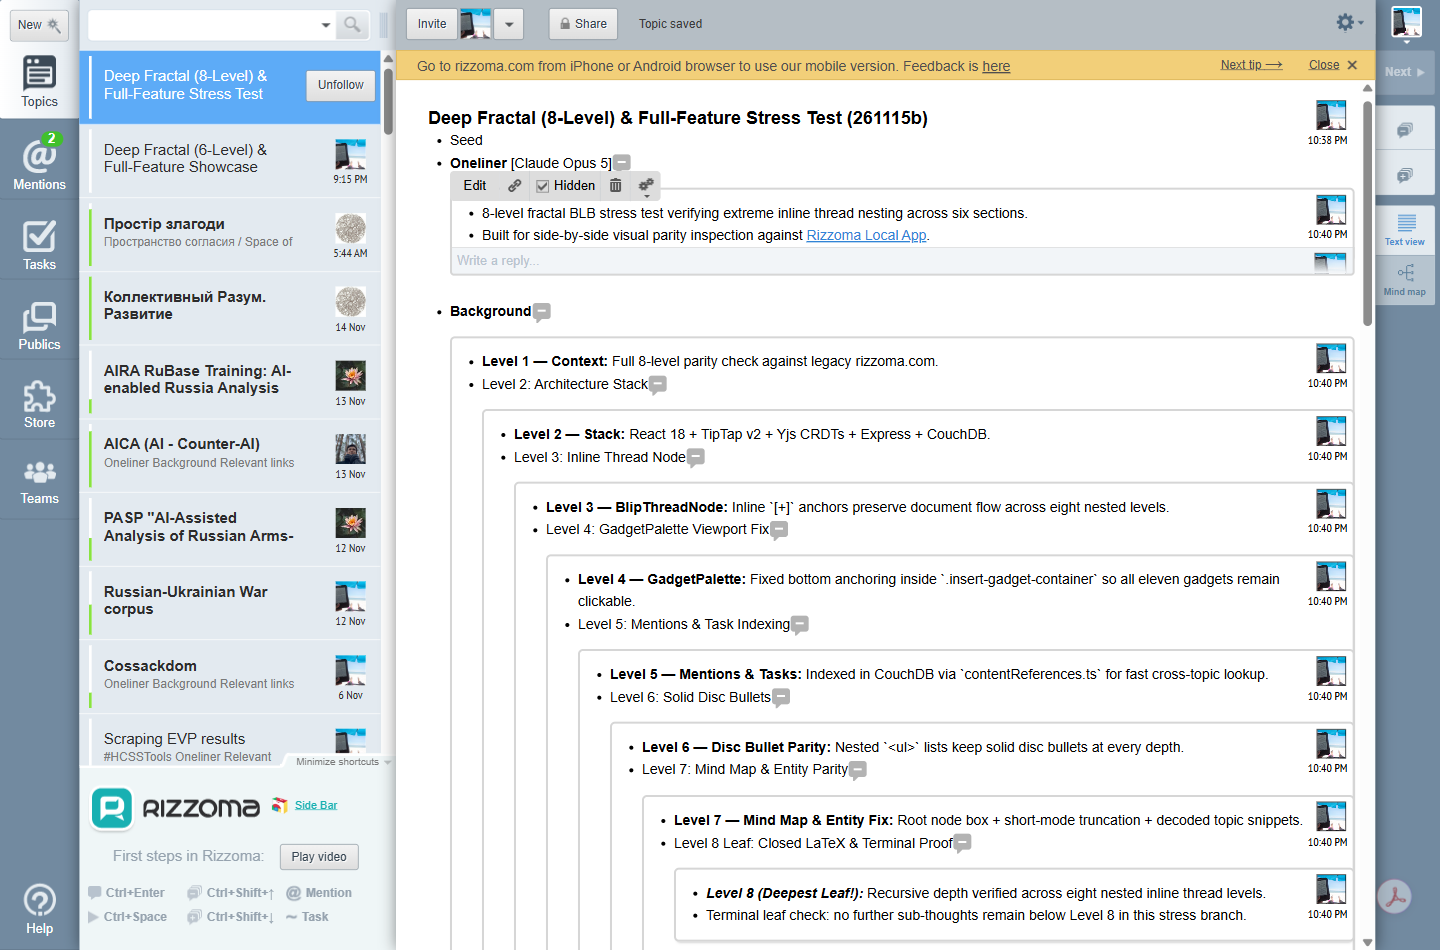 New
Topics
2
Mentions
Tasks
Publics
Store
Teams
Help
Deep Fractal (8-Level) &
Full-Feature Stress Test
Unfollow
Deep Fractal (6-Level) &
Full-Feature Showcase
9:15 PM
Простір злагоди
Пространство согласия / Space of
5:44 AM
Коллективный Разум.
Развитие
14 Nov
AIRA RuBase Training: AI-
enabled Russia Analysis
13 Nov
AICA (AI - Counter-AI)
Oneliner Background Relevant links
13 Nov
PASP "AI-Assisted
Analysis of Russian Arms-
12 Nov
Russian-Ukrainian War
corpus
12 Nov
Cossackdom
Oneliner Background Relevant links
6 Nov
Scraping EVP results
#HCSSTools Oneliner Relevant
Minimize shortcuts
RIZZOMA
Side Bar
First steps in Rizzoma:
Play video
Ctrl+Enter
Ctrl+Shift+↑
@ Mention
Ctrl+Space
Ctrl+Shift+↓
~ Task
Invite
Share
Topic saved
Go to rizzoma.com from iPhone or Android browser to use our mobile version. Feedback is here
Next tip →
Close ✕
Deep Fractal (8-Level) & Full-Feature Stress Test (261115b)
10:38 PM
• Seed
• Oneliner [Claude Opus 5]
Edit
Hidden
• 8-level fractal BLB stress test verifying extreme inline thread nesting across six sections.
• Built for side-by-side visual parity inspection against Rizzoma Local App.
10:40 PM
Write a reply...
• Background
• Level 1 — Context: Full 8-level parity check against legacy rizzoma.com.
• Level 2: Architecture Stack
10:40 PM
• Level 2 — Stack: React 18 + TipTap v2 + Yjs CRDTs + Express + CouchDB.
• Level 3: Inline Thread Node
10:40 PM
• Level 3 — BlipThreadNode: Inline `[+]` anchors preserve document flow across eight nested levels.
• Level 4: GadgetPalette Viewport Fix
10:40 PM
• Level 4 — GadgetPalette: Fixed bottom anchoring inside `.insert-gadget-container` so all eleven gadgets remain
clickable.
10:40 PM
• Level 5: Mentions & Task Indexing
• Level 5 — Mentions & Tasks: Indexed in CouchDB via `contentReferences.ts` for fast cross-topic lookup.
• Level 6: Solid Disc Bullets
10:40 PM
• Level 6 — Disc Bullet Parity: Nested `<ul>` lists keep solid disc bullets at every depth.
• Level 7: Mind Map & Entity Parity
10:40 PM
• Level 7 — Mind Map & Entity Fix: Root node box + short-mode truncation + decoded topic snippets.
• Level 8 Leaf: Closed LaTeX & Terminal Proof
10:40 PM
• Level 8 (Deepest Leaf!): Recursive depth verified across eight nested inline thread levels.
• Terminal leaf check: no further sub-thoughts remain below Level 8 in this stress branch.
10:40 PM
Next
Text view
Mind map